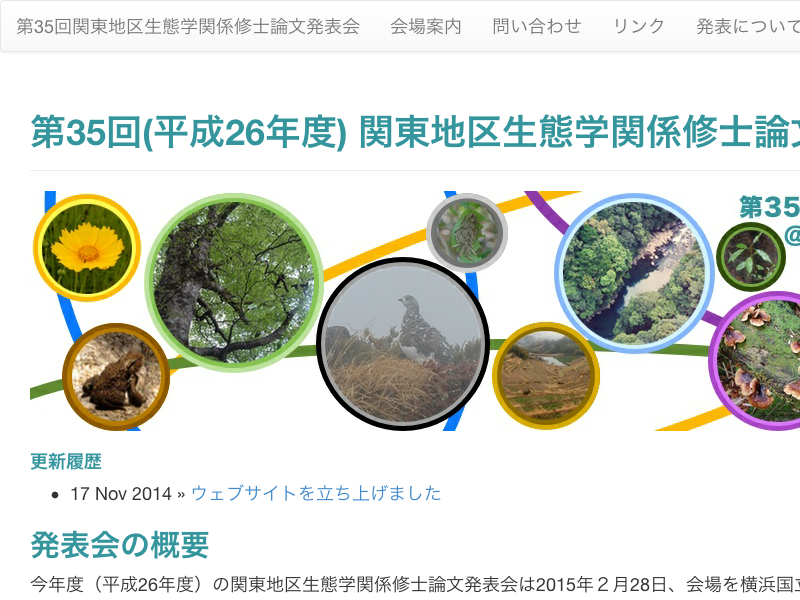 第35回関東地区生態学関係修士論文発表会 会場案内 問い合わせ リンク 発表について
第35回(平成26年度) 関東地区生態学関係修士論文
第35
@
更新履歴
17 Nov 2014 » ウェブサイトを立ち上げました
発表会の概要
今年度（平成26年度）の関東地区生態学関係修士論文発表会は2015年２月28日、会場を横浜国立